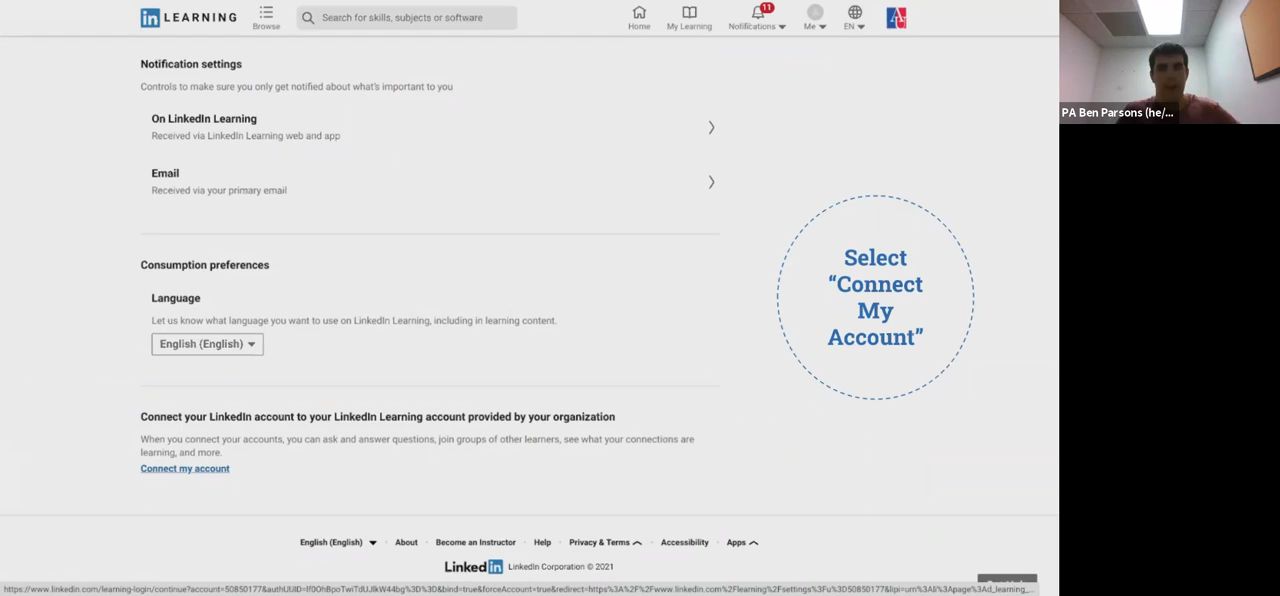 in LEARNING
Browse
Search for skills, subjects or software
Home
My Learning
11
Notifications
Me
EN
PA Ben Parsons (he/...
Notification settings
Controls to make sure you only get notified about what's important to you
On LinkedIn Learning
Received via LinkedIn Learning web and app
Email
Received via your primary email
Select
“Connect
My
Account”
Consumption preferences
Language
Let us know what language you want to use on LinkedIn Learning, including in learning content.
English (English)
Connect your LinkedIn account to your LinkedIn Learning account provided by your organization
When you connect your accounts, you can ask and answer questions, join groups of other learners, see what your connections are
learning, and more.
Connect my account
English (English) About Become an Instructor Help Privacy & Terms Accessibility Apps
Linked in LinkedIn Corporation © 2021